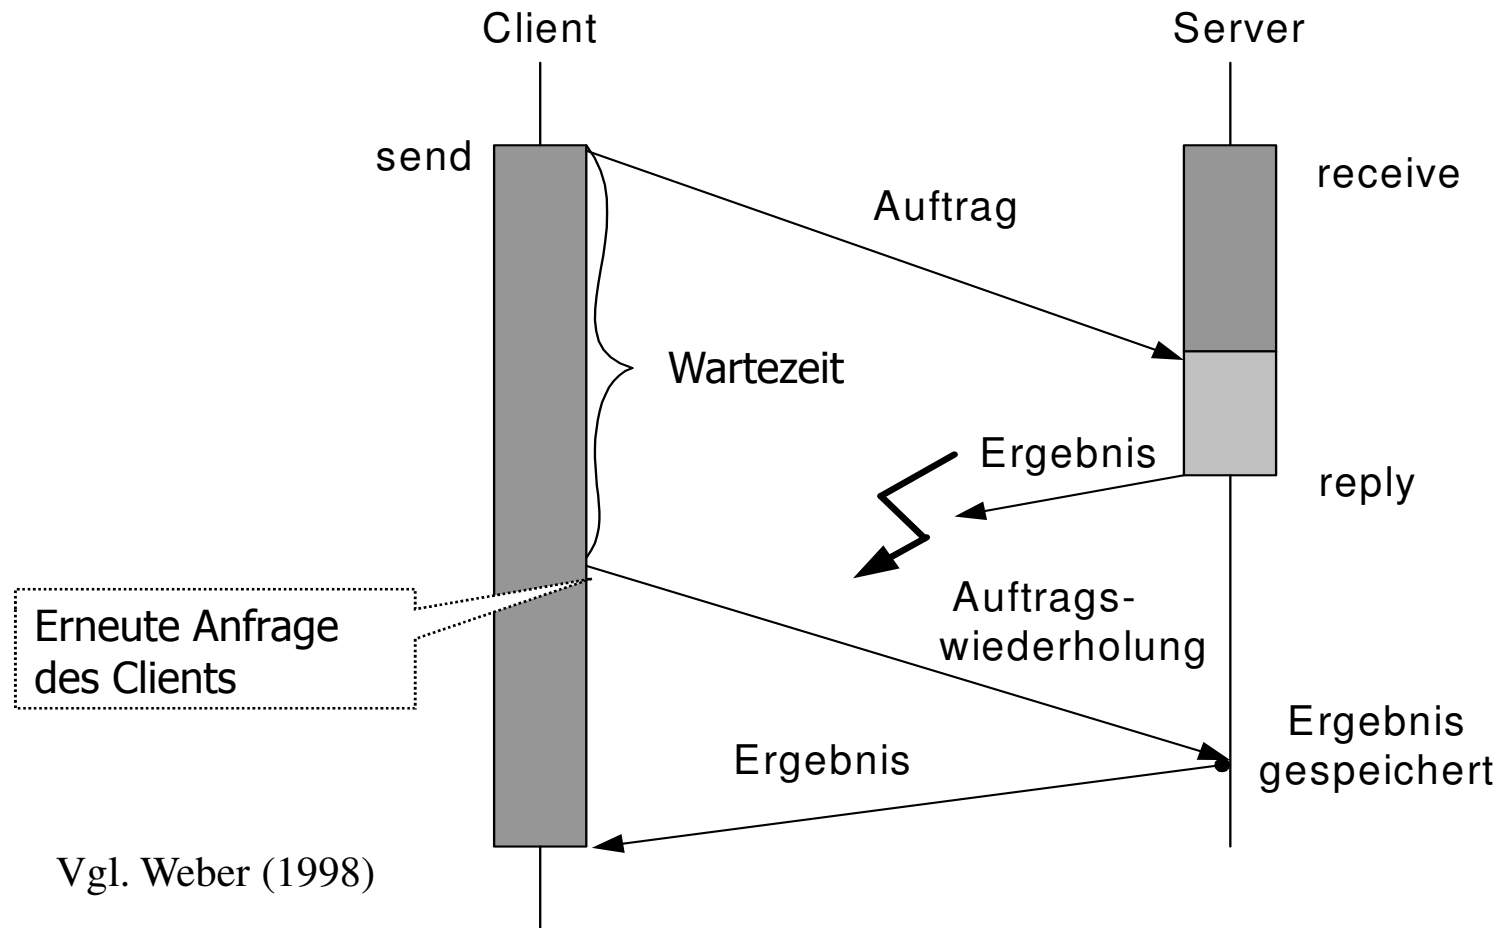 Client
Server
send
receive
Auftrag
Wartezeit
Ergebnis
reply
Auftrags-
wiederholung
Erneute Anfrage
des Clients
Ergebnis
gespeichert
Ergebnis
Vgl. Weber (1998)